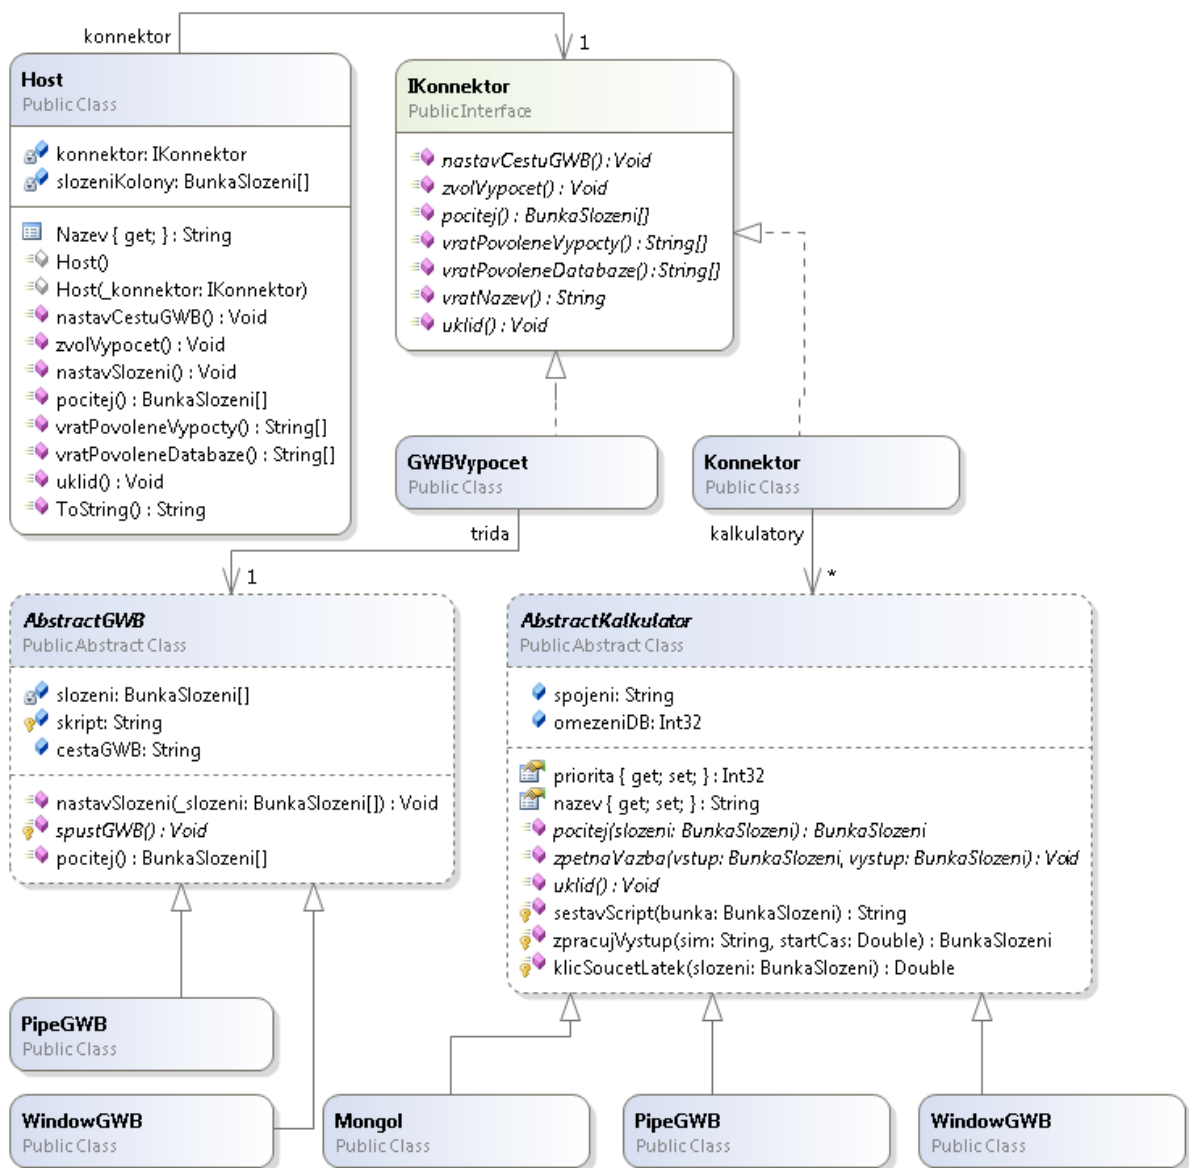 konnektor
1
Host
Public Class
konnektor: IKonnektor
slozeniKolony: BunkaSlozeni[]
Nazev { get; } : String
Host()
Host(_konnektor: IKonnektor)
nastavCestuGWB() : Void
zvolVypocet() : Void
nastavSlozeni() : Void
pocitej() : BunkaSlozeni[]
vratPovoleneVypocty() : String[]
vratPovoleneDatabaze() : String[]
uklid() : Void
ToString() : String
IKonnektor
Public Interface
nastavCestuGWB() : Void
zvolVypocet() : Void
pocitej() : BunkaSlozeni[]
vratPovoleneVypocty() : String[]
vratPovoleneDatabaze() : String[]
vratNazev() : String
uklid() : Void
GWBVypocet
Public Class
Konnektor
Public Class
trida
1
kalkulatory
*
AbstractGWB
Public Abstract Class
slozeni: BunkaSlozeni[]
skript: String
cestaGWB: String
nastavSlozeni(_slozeni: BunkaSlozeni[]) : Void
spustGWB() : Void
pocitej() : BunkaSlozeni[]
AbstractKalkulator
Public Abstract Class
spojeni: String
omezeniDB: Int32
priorita { get; set; } : Int32
nazev { get; set; } : String
pocitej(slozeni: BunkaSlozeni) : BunkaSlozeni
zpetnaVazba(vstup: BunkaSlozeni, vystup: BunkaSlozeni) : Void
uklid() : Void
sestavScript(bunka: BunkaSlozeni) : String
zpracujVystup(sim: String, startCas: Double) : BunkaSlozeni
klicSoucetLatek(slozeni: BunkaSlozeni) : Double
PipeGWB
Public Class
WindowGWB
Public Class
Mongol
Public Class
PipeGWB
Public Class
WindowGWB
Public Class